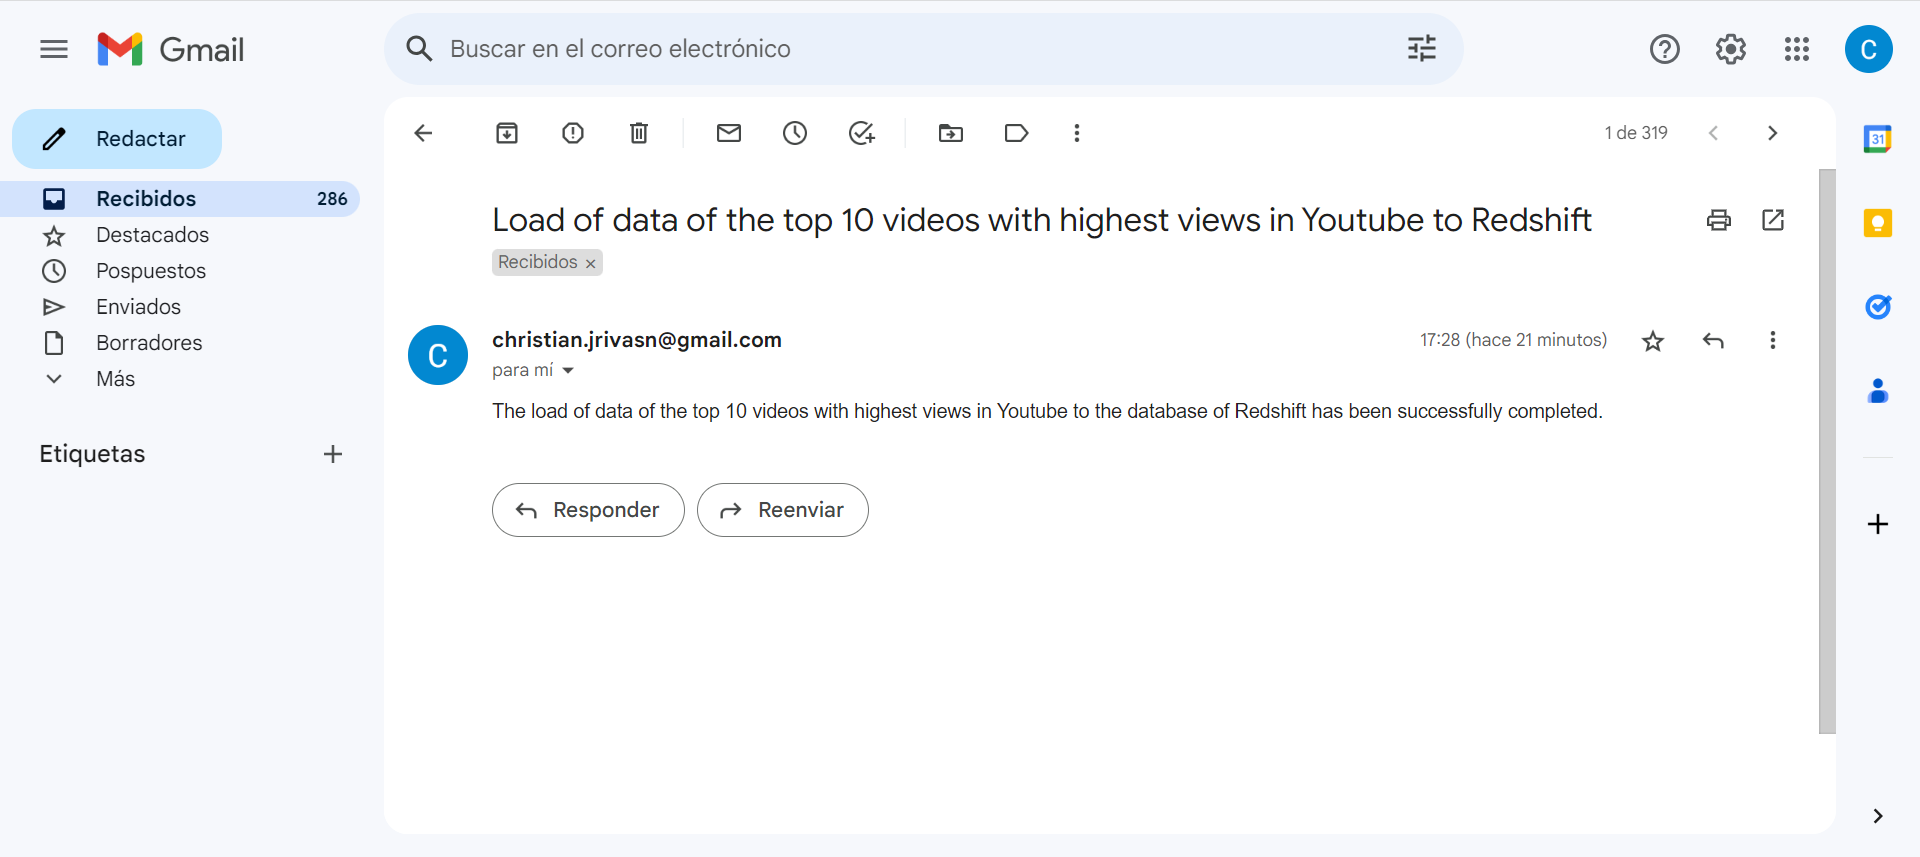 Gmail
Buscar en el correo electrónico
C
Redactar
Recibidos 286
Destacados
Pospuestos
Enviados
Borradores
Más
Etiquetas
1 de 319
31
Load of data of the top 10 videos with highest views in Youtube to Redshift
Recibidos ×
C
christian.jrivasn@gmail.com
17:28 (hace 21 minutos)
para mí
The load of data of the top 10 videos with highest views in Youtube to the database of Redshift has been successfully completed.
Responder
Reenviar